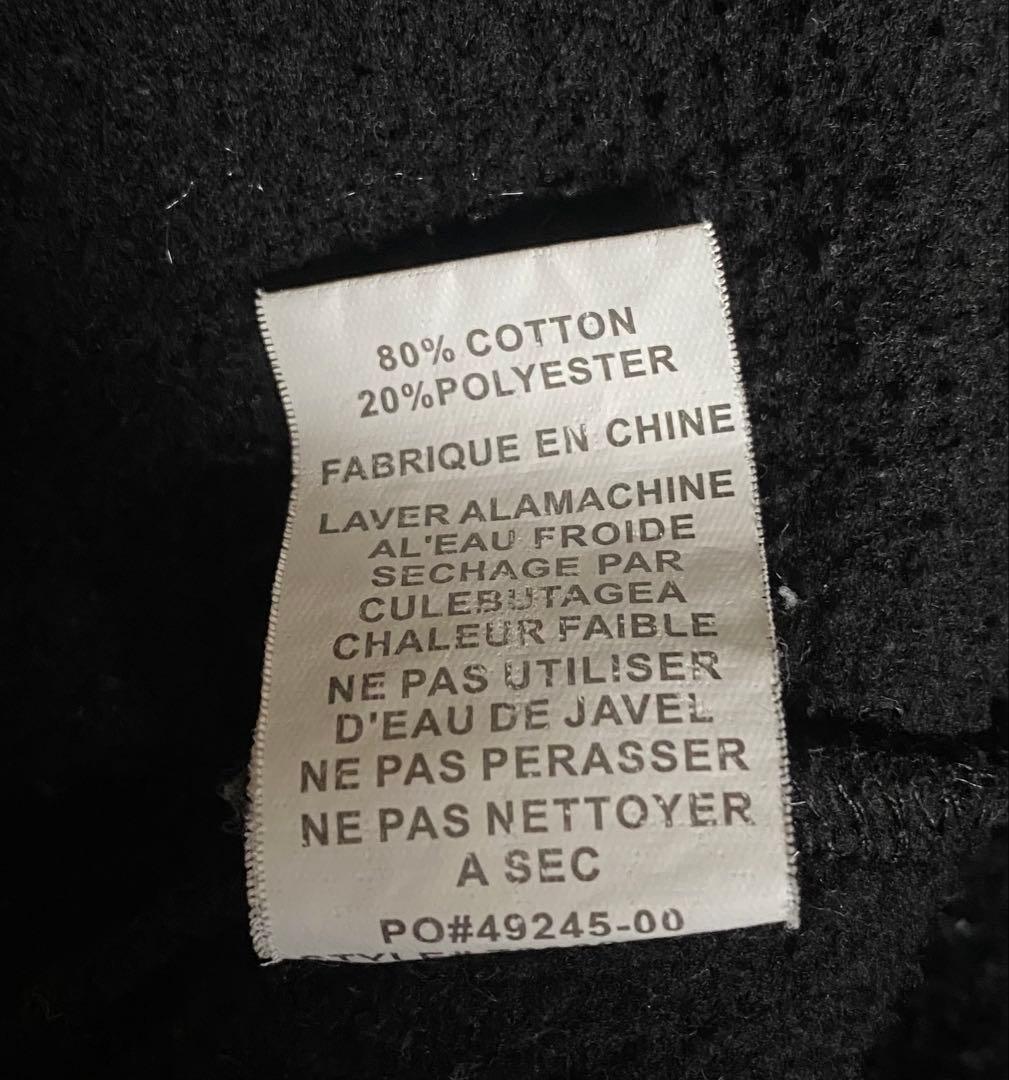 80% COTTON
20%POLYESTER
FABRIQUE EN CHINE
LAVER ALAMACHINE
AL'EAU FROIDE
SECHAGE PAR
CULEBUTAGEA
CHALEUR FAIBLE
NE PAS UTILISER
D'EAU DE JAVEL
NE PAS PERASSER
NE PAS NETTOYER
A SEC
PO#49245-00